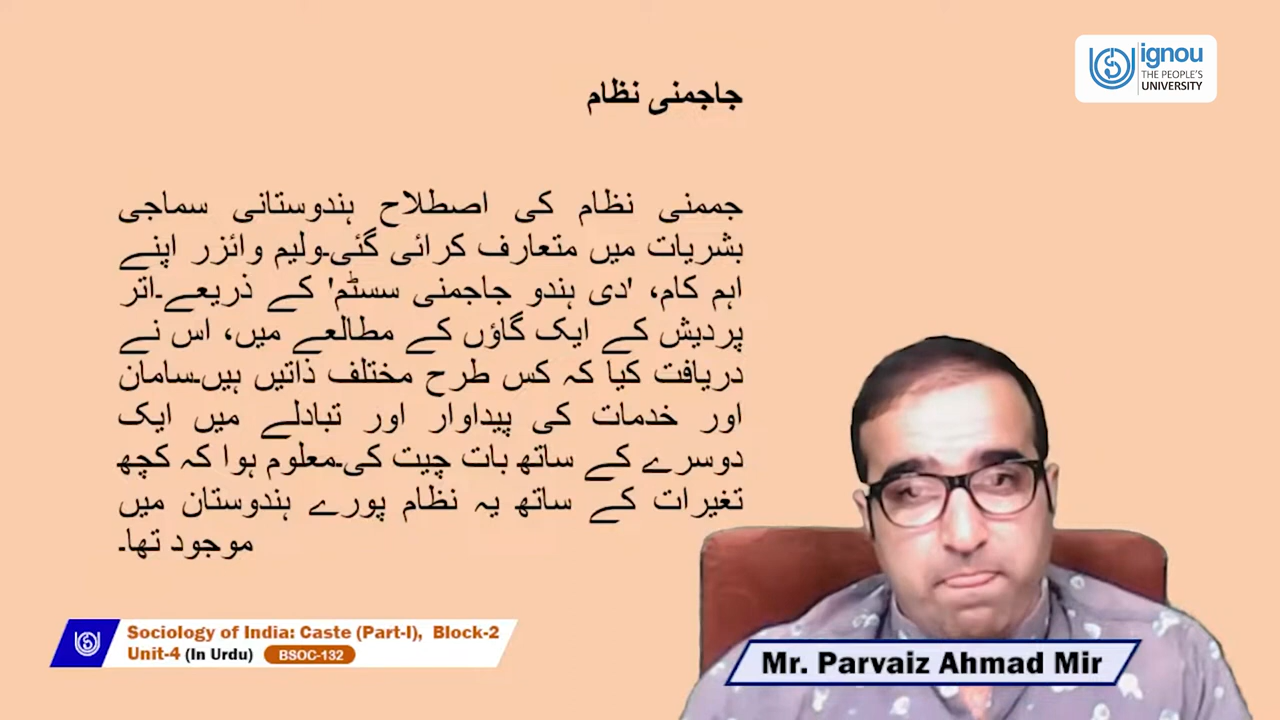 ignou
THE PEOPLE'S
UNIVERSITY
جاجمنی نظام
جممنی نظام کی اصطلاح ہندوستانی سماجی
بشریات میں متعارف کرائی گئی۔ولیم وائزر اپنے
اہم کام، 'دی ہندو جاجمنی سسٹم' کے ذریعے۔اتر
پردیش کے ایک گاؤں کے مطالعے میں، اس نے
دریافت کیا کہ کس طرح مختلف ذاتیں ہیں۔سامان
اور خدمات کی پیداوار اور تبادلے میں ایک
دوسرے کے ساتھ بات چیت کی۔معلوم ہوا کہ کچھ
تغیرات کے ساتھ یہ نظام پورے ہندوستان میں
موجود تھا۔
Sociology of India: Caste (Part-I), Block-2
Unit-4 (In Urdu) BSOC-132
Mr. Parvaiz Ahmad Mir